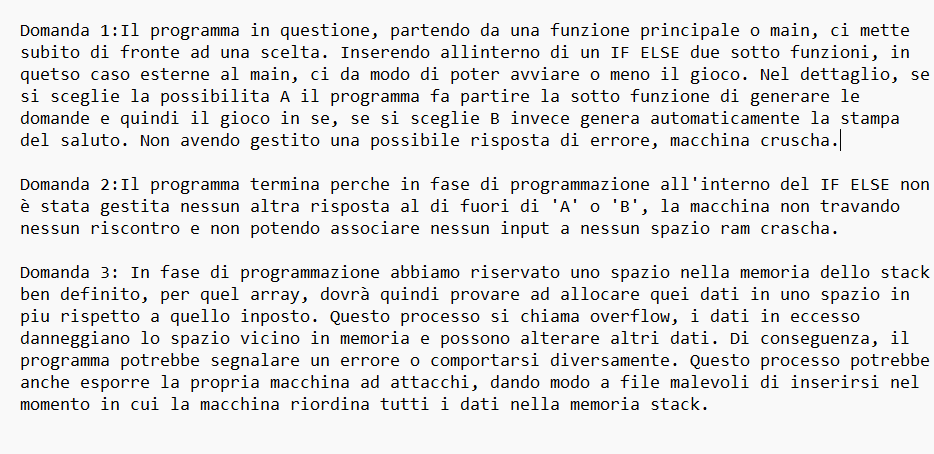 Domanda 1:Il programma in questione, partendo da una funzione principale o main, ci mette
subito di fronte ad una scelta. Inserendo allinterno di un IF ELSE due sotto funzioni, in
quetso caso esterne al main, ci da modo di poter avviare o meno il gioco. Nel dettaglio, se
si sceglie la possibilita A il programma fa partire la sotto funzione di generare le
domande e quindi il gioco in se, se si sceglie B invece genera automaticamente la stampa
del saluto. Non avendo gestito una possibile risposta di errore, macchina cruscha.
Domanda 2:Il programma termina perche in fase di programmazione all'interno del IF ELSE non
è stata gestita nessun altra risposta al di fuori di 'A' o 'B', la macchina non travando
nessun riscontro e non potendo associare nessun input a nessun spazio ram crascha.
Domanda 3: In fase di programmazione abbiamo riservato uno spazio nella memoria dello stack
ben definito, per quel array, dovrà quindi provare ad allocare quei dati in uno spazio in
piu rispetto a quello inposto. Questo processo si chiama overflow, i dati in eccesso
danneggiano lo spazio vicino in memoria e possono alterare altri dati. Di conseguenza, il
programma potrebbe segnalare un errore o comportarsi diversamente. Questo processo potrebbe
anche esporre la propria macchina ad attacchi, dando modo a file malevoli di inserirsi nel
momento in cui la macchina riordina tutti i dati nella memoria stack.